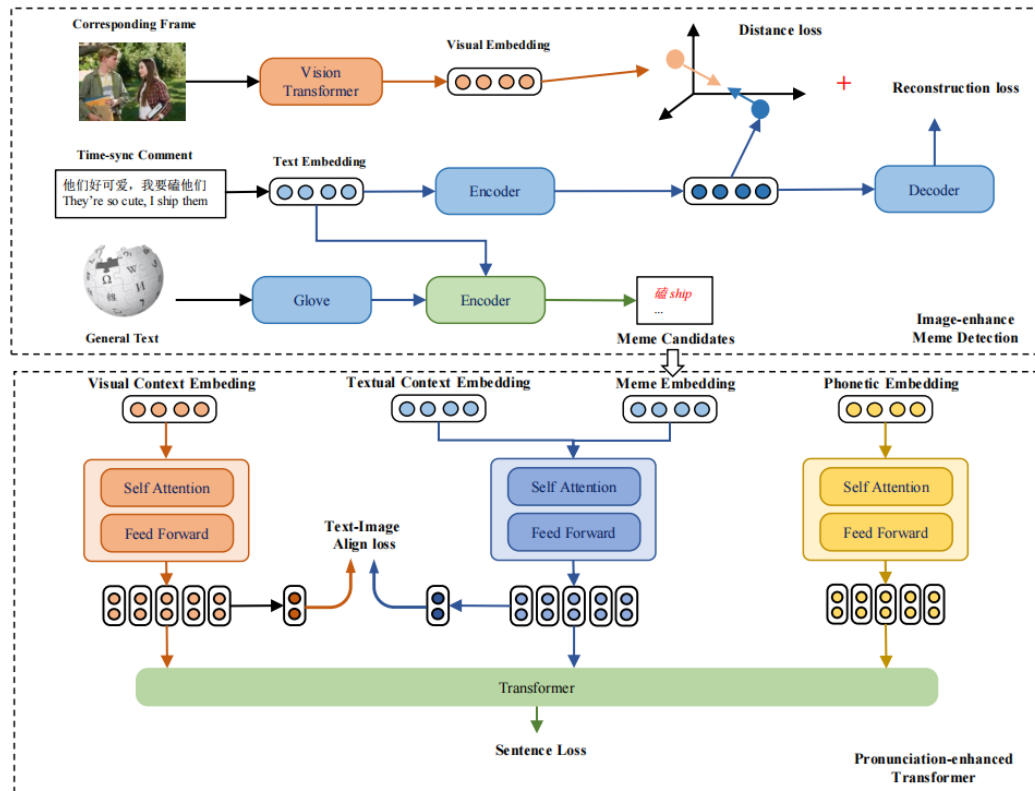 Corresponding Frame
Vision
Transformer
Visual Embedding
Distance loss
+
Reconstruction loss
Time-sync Comment
他们好可爱，我要磕他们
They're so cute, I ship them
Text Embedding
Encoder
Decoder
General Text
Glove
Encoder
磕 ship
...
Meme Candidates
Image-enhance
Meme Detection
Visual Context Embeding
Textual Context Embedding
Meme Embedding
Phonetic Embedding
Self Attention
Feed Forward
Text-Image
Align loss
Self Attention
Feed Forward
Self Attention
Feed Forward
Transformer
Sentence Loss
Pronunciation-enhanced
Transformer